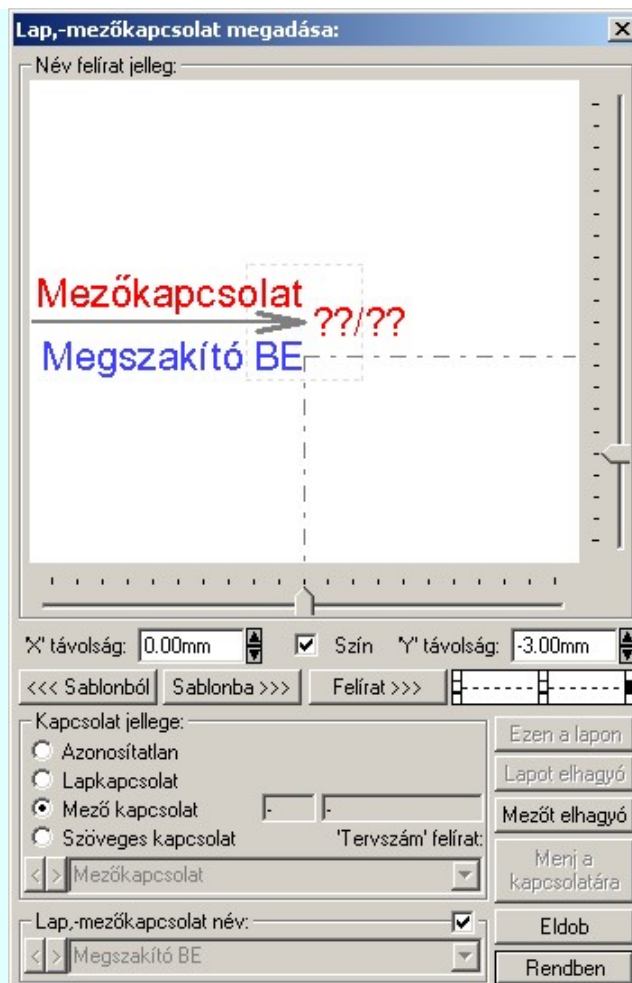 Lap,-mezőkapcsolat megadása:
Név felírat jelleg:
Mezőkapcsolat
??/??
Megszakító BE
'X' távolság: 0.00mm Szín 'Y' távolság: -3.00mm
<<< Sablonból Sablonba >>> Felírat >>>
Kapcsolat jellege:
Azonosítatlan
Lapkapcsolat
Mező kapcsolat - -
Szöveges kapcsolat 'Tervszám' felírat:
< > Mezőkapcsolat
Lap,-mezőkapcsolat név:
< > Megszakító BE
Ezen a lapon
Lapot elhagyó
Mezőt elhagyó
Menj a
kapcsolatára
Eldob
Rendben